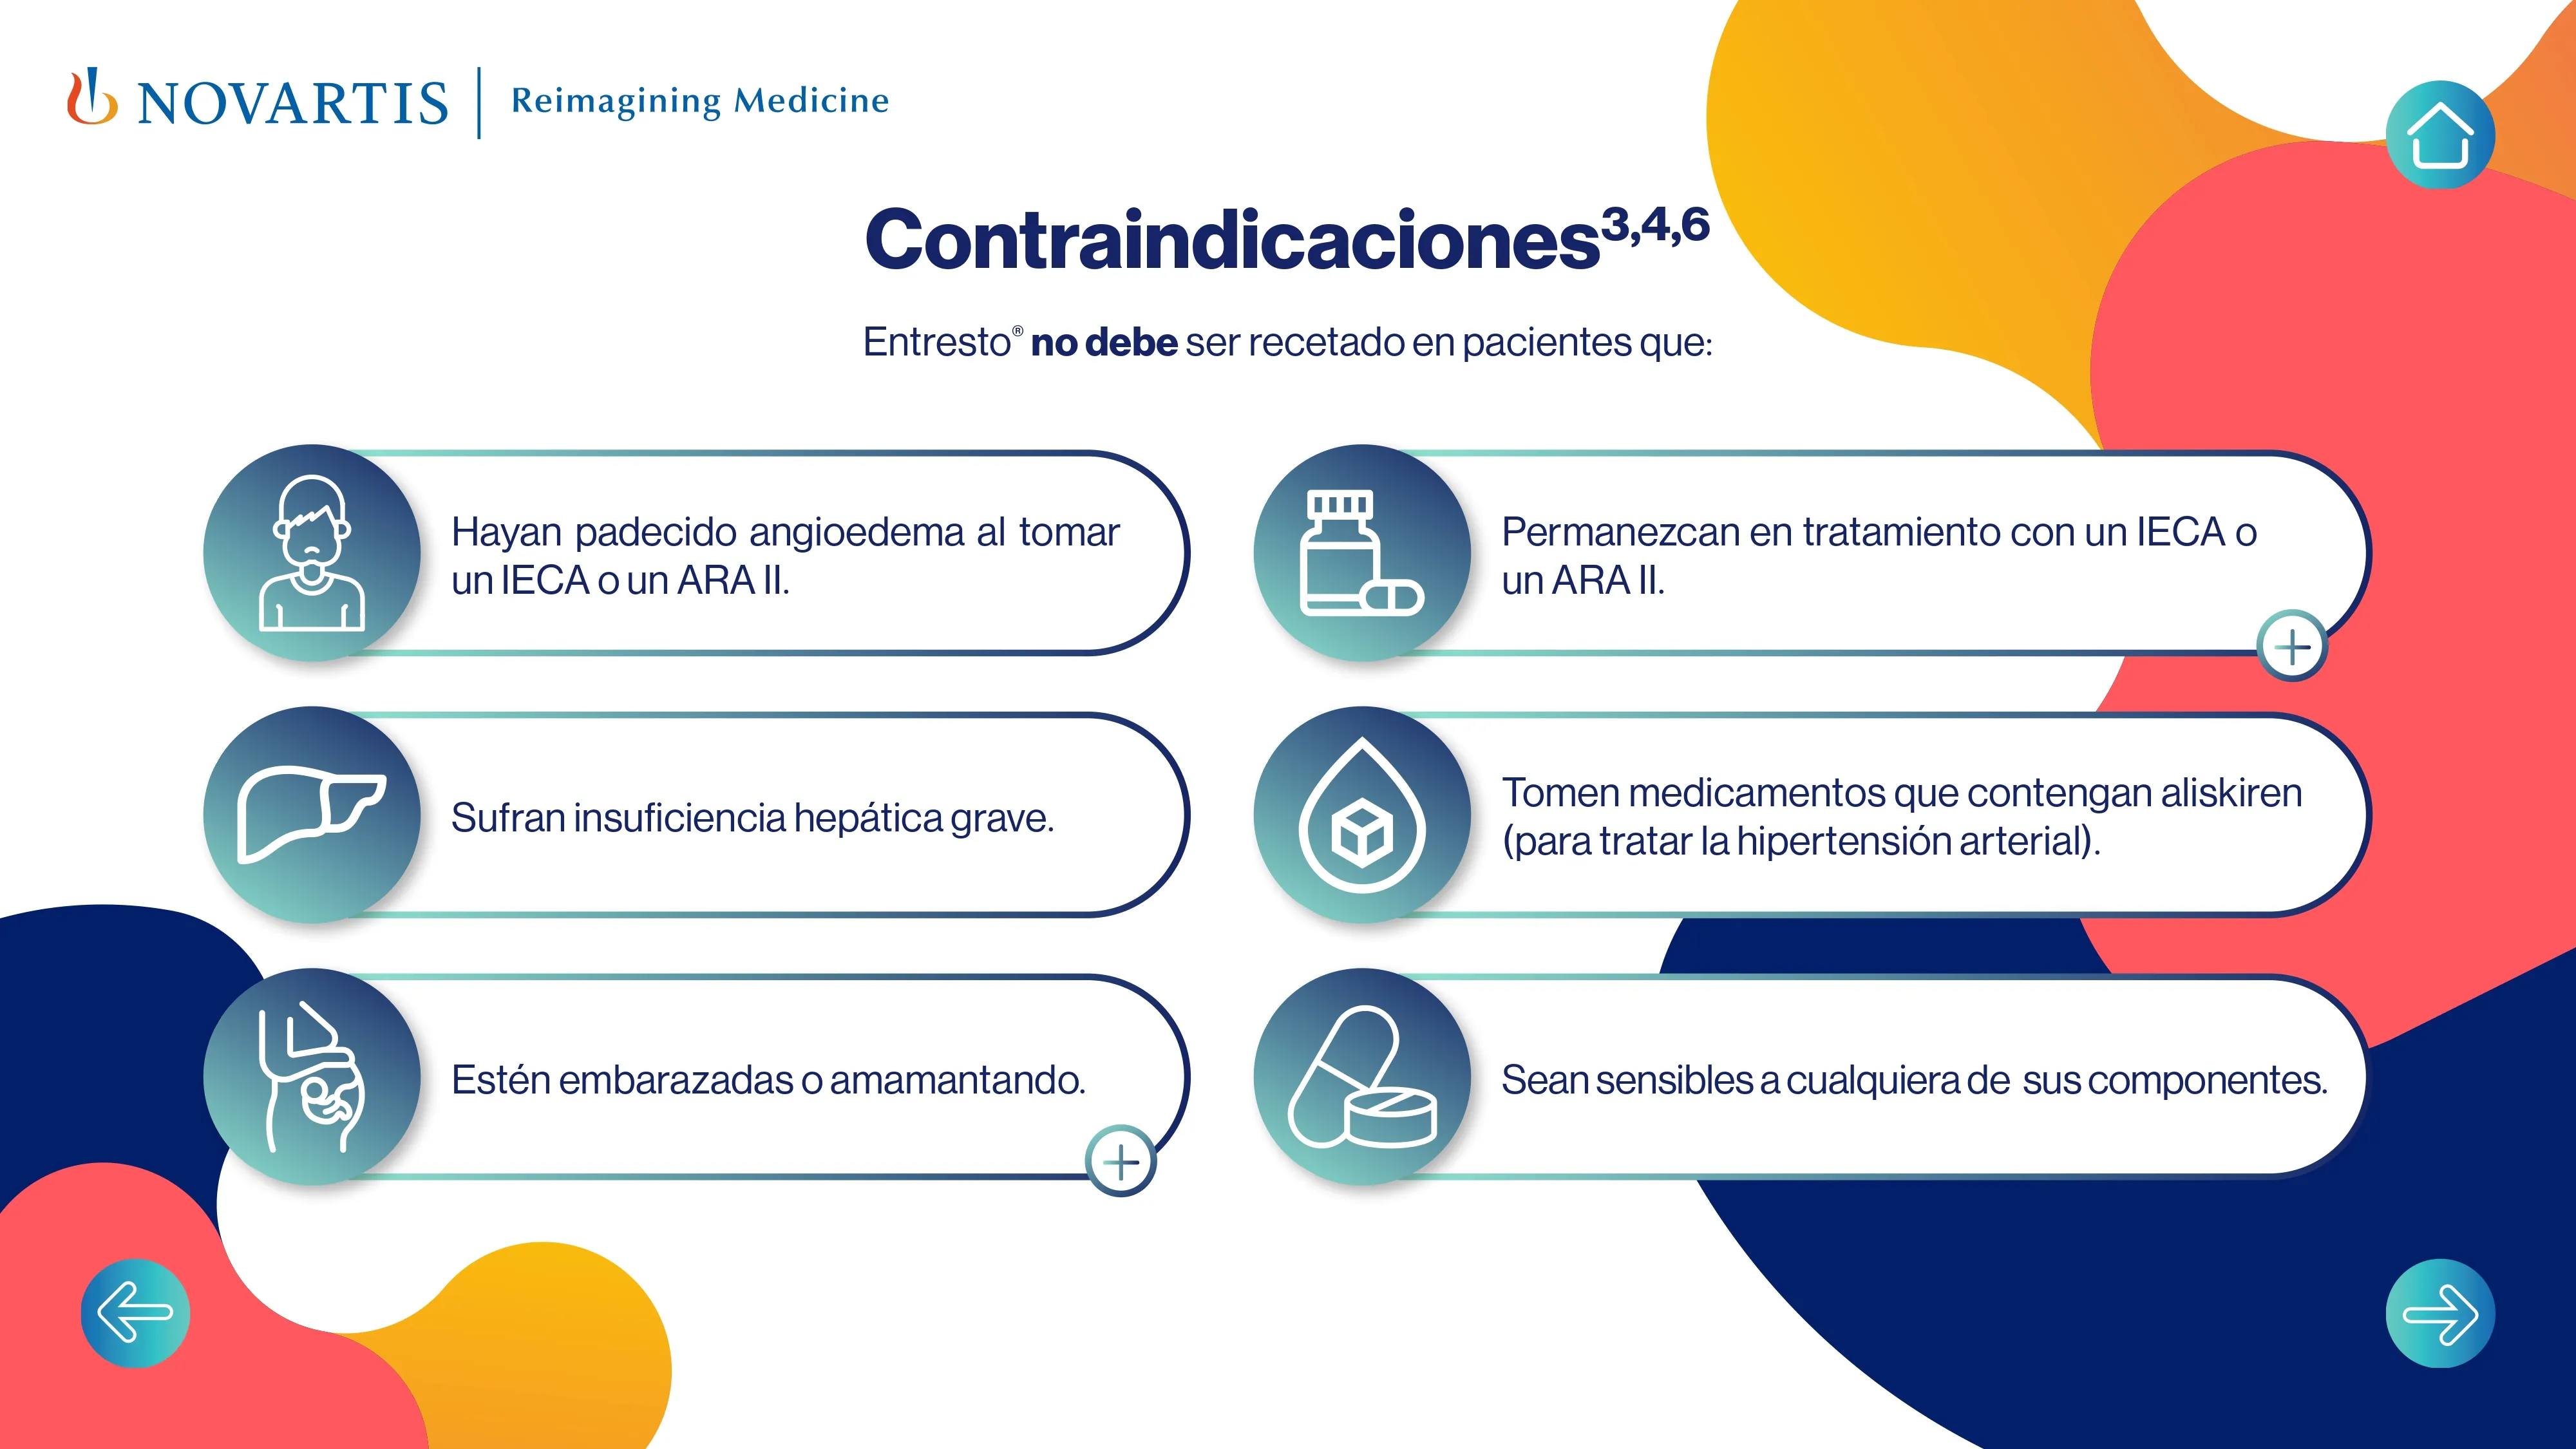 NOVARTIS | Reimagining Medicine
Contraindicaciones3,4,6
Entresto® no debe ser recetado en pacientes que:
Hayan padecido angioedema al tomar
un IECA o un ARA II.
Permanezcan en tratamiento con un IECA o
un ARA II.
Sufran insuficiencia hepática grave.
Tomen medicamentos que contengan aliskiren
(para tratar la hipertensión arterial).
Estén embarazadas o amamantando.
Sean sensibles a cualquiera de sus componentes.